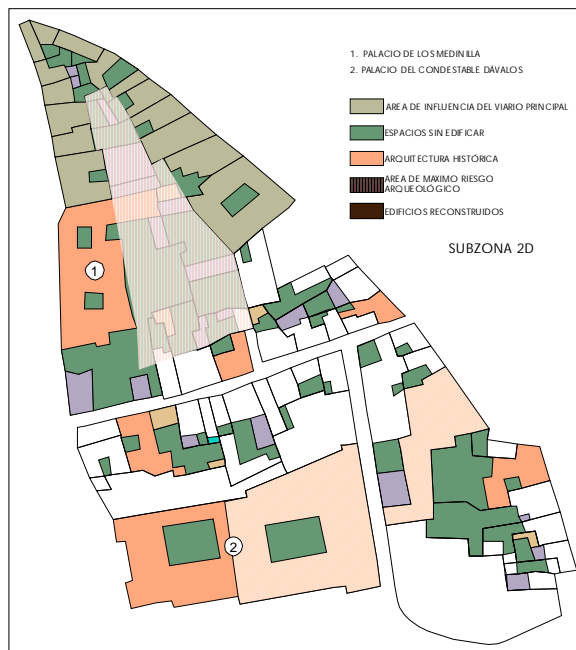 1. PALACIO DE LOS MEDINILLA
2. PALACIO DEL CONDESTABLE DÁVALOS
AREA DE INFLUENCIA DEL VIARIO PRINCIPAL
ESPACIOS SIN EDIFICAR
ARQUITECTURA HISTÓRICA
AREA DE MAXIMO RIESGO
ARQUEOLÓGICO
EDIFICIOS RECONSTRUIDOS
SUBZONA 2D
1
2